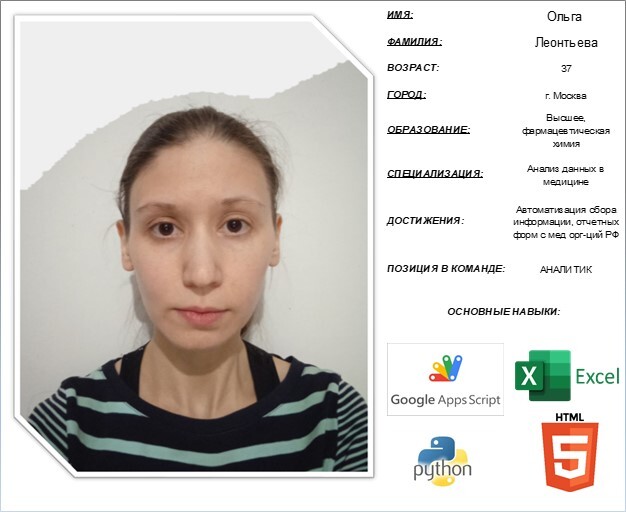 ИМЯ: Ольга
ФАМИЛИЯ: Леонтьева
ВОЗРАСТ: 37
ГОРОД: г. Москва
ОБРАЗОВАНИЕ: Высшее,
фармацевтическая
химия
СПЕЦИАЛИЗАЦИЯ: Анализ данных в
медицине
ДОСТИЖЕНИЯ: Автоматизация сбора
информации, отчетных
форм с мед орг-ций РФ
ПОЗИЦИЯ В КОМАНДЕ: АНАЛИТИК
ОСНОВНЫЕ НАВЫКИ:
Google Apps Script
X Excel
python
HTML
5